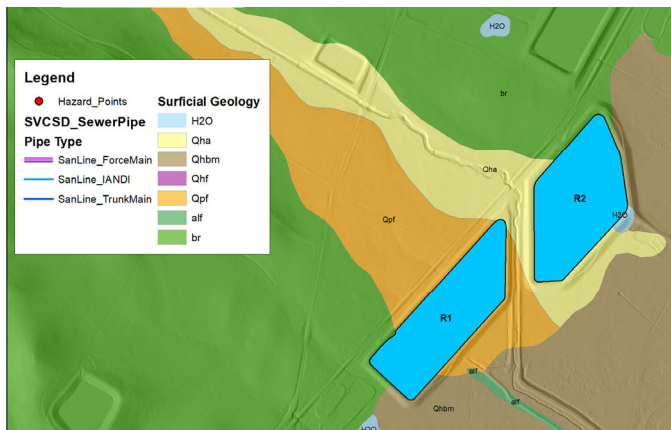 H2O
br
Legend
Hazard_Points
SVCSD_SewerPipe
Pipe Type
SanLine_ForceMain
SanLine_IANDI
SanLine_TrunkMain
Surficial Geology
H2O
Qha
Qhbm
Qhf
Qpf
alf
br
Qha
R2
Qpf
H2O
R1
alf
alf
Qhbm
H2O